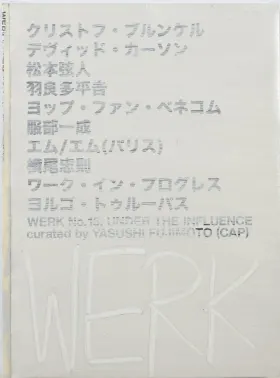 クリストフ・ブルンケル
デヴィッド・カーソン
松本弦人
羽良多平吉
ヨップ・ファン・ベネコム
服部一成
エム/エム(パリス)
横尾忠則
ワーク・イン・プログレス
ヨルゴ・トゥルーパス
WERK No.15: UNDER THE INFLUENCE
curated by YASUSHI FUJIMOTO (CAP)
WERK